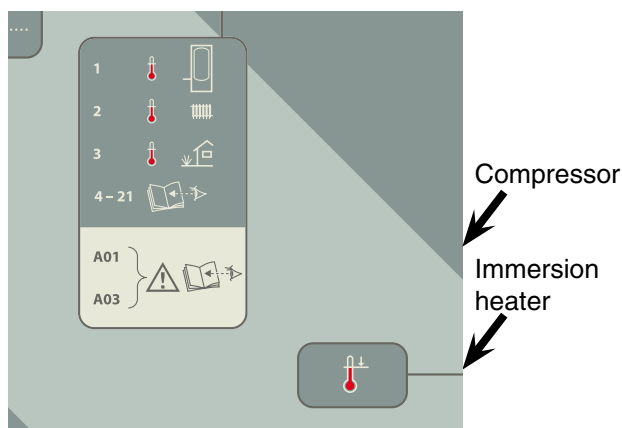 ....
1
2
3
4 – 21
A01
A03
Compressor
Immersion
heater